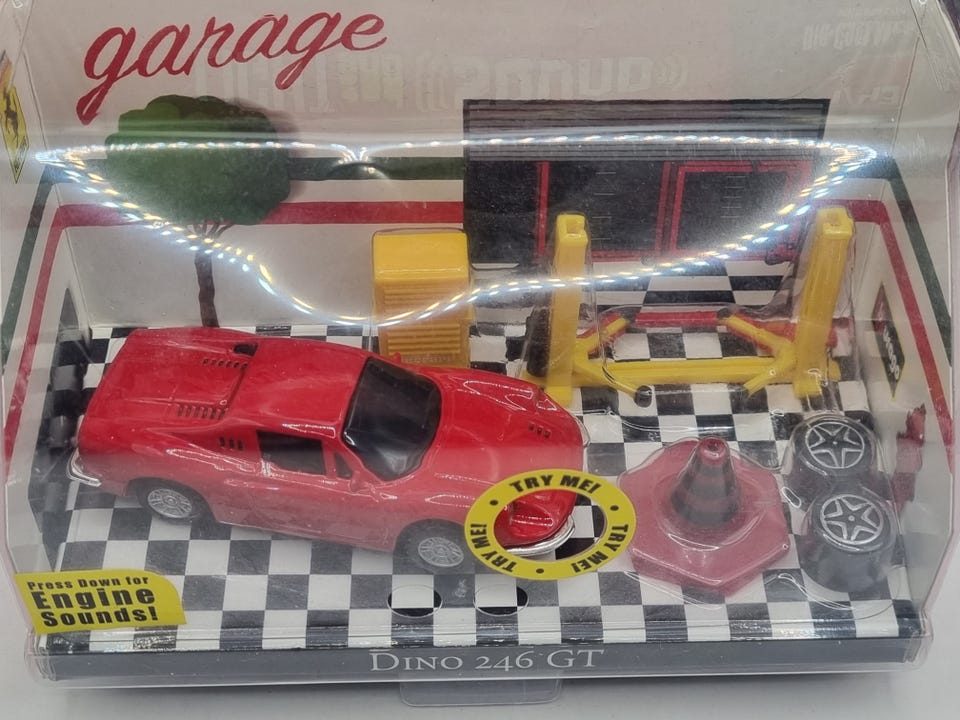 garage
TRY ME!
TRY ME!
TRY ME!
Press Down for
Engine
Sounds!
DINO 246 GT